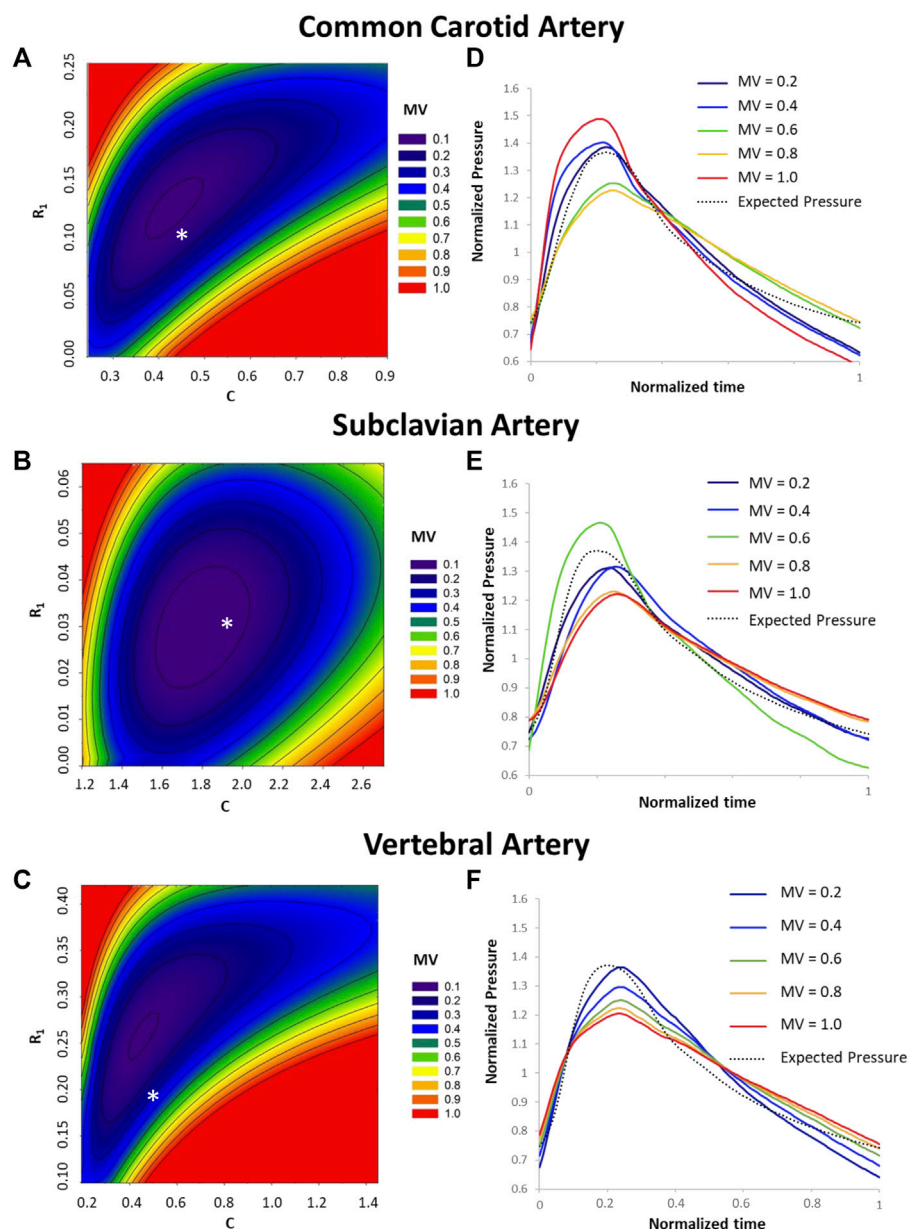 Common Carotid Artery
A
0.25
0.20
0.15
0.10
0.05
0.00
R1
0.3 0.4 0.5 0.6 0.7 0.8 0.9
C
*
MV
0.1
0.2
0.3
0.4
0.5
0.6
0.7
0.8
0.9
1.0
D
1.6
1.5
1.4
1.3
1.2
1.1
1
0.9
0.8
0.7
0.6
Normalized Pressure
0 1
Normalized time
MV = 0.2
MV = 0.4
MV = 0.6
MV = 0.8
MV = 1.0
Expected Pressure
Subclavian Artery
B
0.06
0.05
0.04
0.03
0.02
0.01
0.00
R1
1.2 1.4 1.6 1.8 2.0 2.2 2.4 2.6
C
*
MV
0.1
0.2
0.3
0.4
0.5
0.6
0.7
0.8
0.9
1.0
E
1.6
1.5
1.4
1.3
1.2
1.1
1
0.9
0.8
0.7
0.6
Normalized Pressure
0 1
Normalized time
MV = 0.2
MV = 0.4
MV = 0.6
MV = 0.8
MV = 1.0
Expected Pressure
Vertebral Artery
C
0.40
0.35
0.30
0.25
0.20
0.15
0.10
R1
0.2 0.4 0.6 0.8 1.0 1.2 1.4
C
*
MV
0.1
0.2
0.3
0.4
0.5
0.6
0.7
0.8
0.9
1.0
F
1.6
1.5
1.4
1.3
1.2
1.1
1
0.9
0.8
0.7
0.6
Normalized Pressure
0 0.2 0.4 0.6 0.8 1
Normalized time
MV = 0.2
MV = 0.4
MV = 0.6
MV = 0.8
MV = 1.0
Expected Pressure